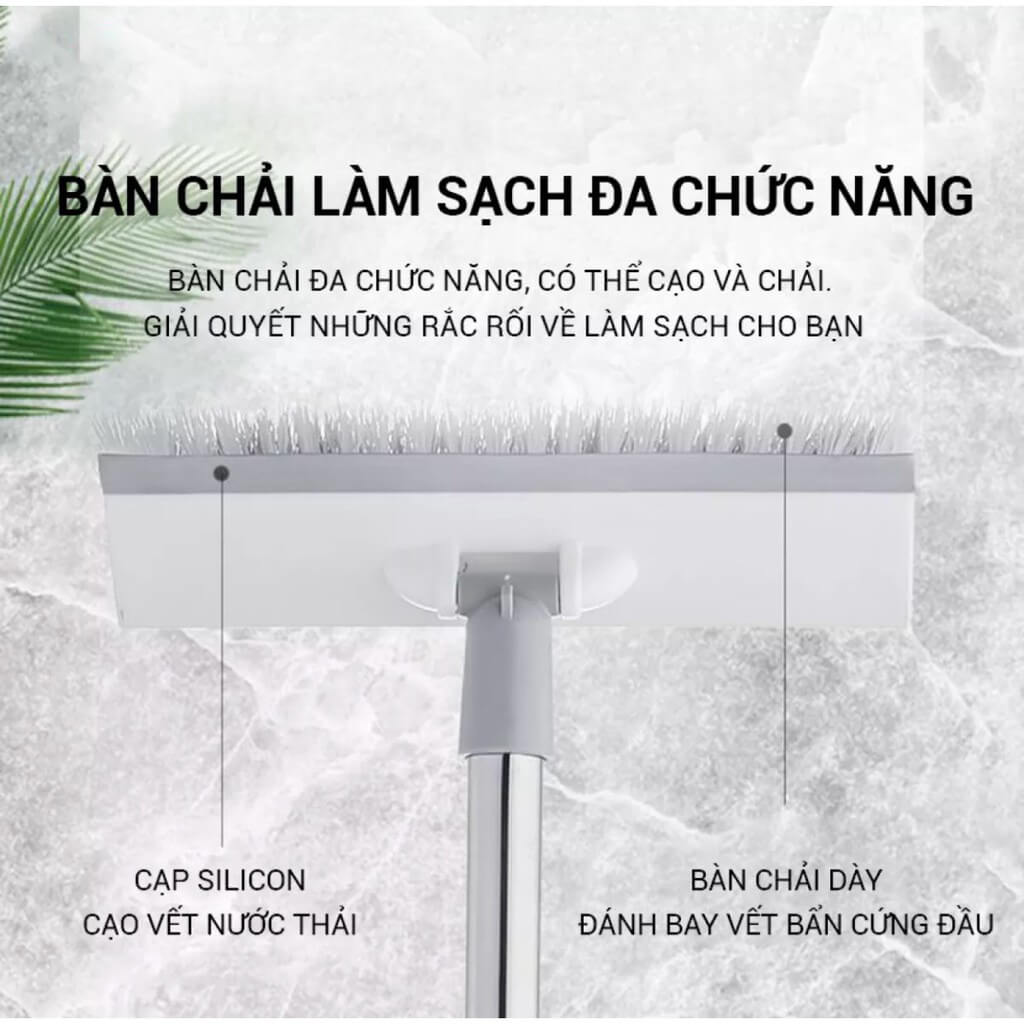 BÀN CHẢI LÀM SẠCH ĐA CHỨC NĂNG
BÀN CHẢI ĐA CHỨC NĂNG, CÓ THỂ CẠO VÀ CHẢI.
GIẢI QUYẾT NHỮNG RẮC RỐI VỀ LÀM SẠCH CHO BẠN
CẠP SILICON
CẠO VẾT NƯỚC THẢI
BÀN CHẢI DÀY
ĐÁNH BAY VẾT BẨN CỨNG ĐẦU